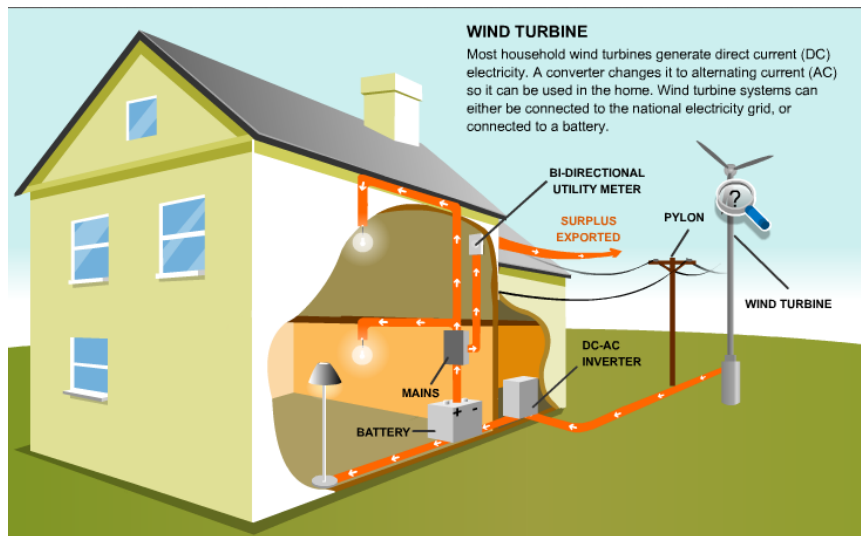 WIND TURBINE
Most household wind turbines generate direct current (DC)
electricity. A converter changes it to alternating current (AC)
so it can be used in the home. Wind turbine systems can
either be connected to the national electricity grid, or
connected to a battery.
BI-DIRECTIONAL
UTILITY METER
SURPLUS
EXPORTED
PYLON
?
WIND TURBINE
DC-AC
INVERTER
MAINS
BATTERY
+ -